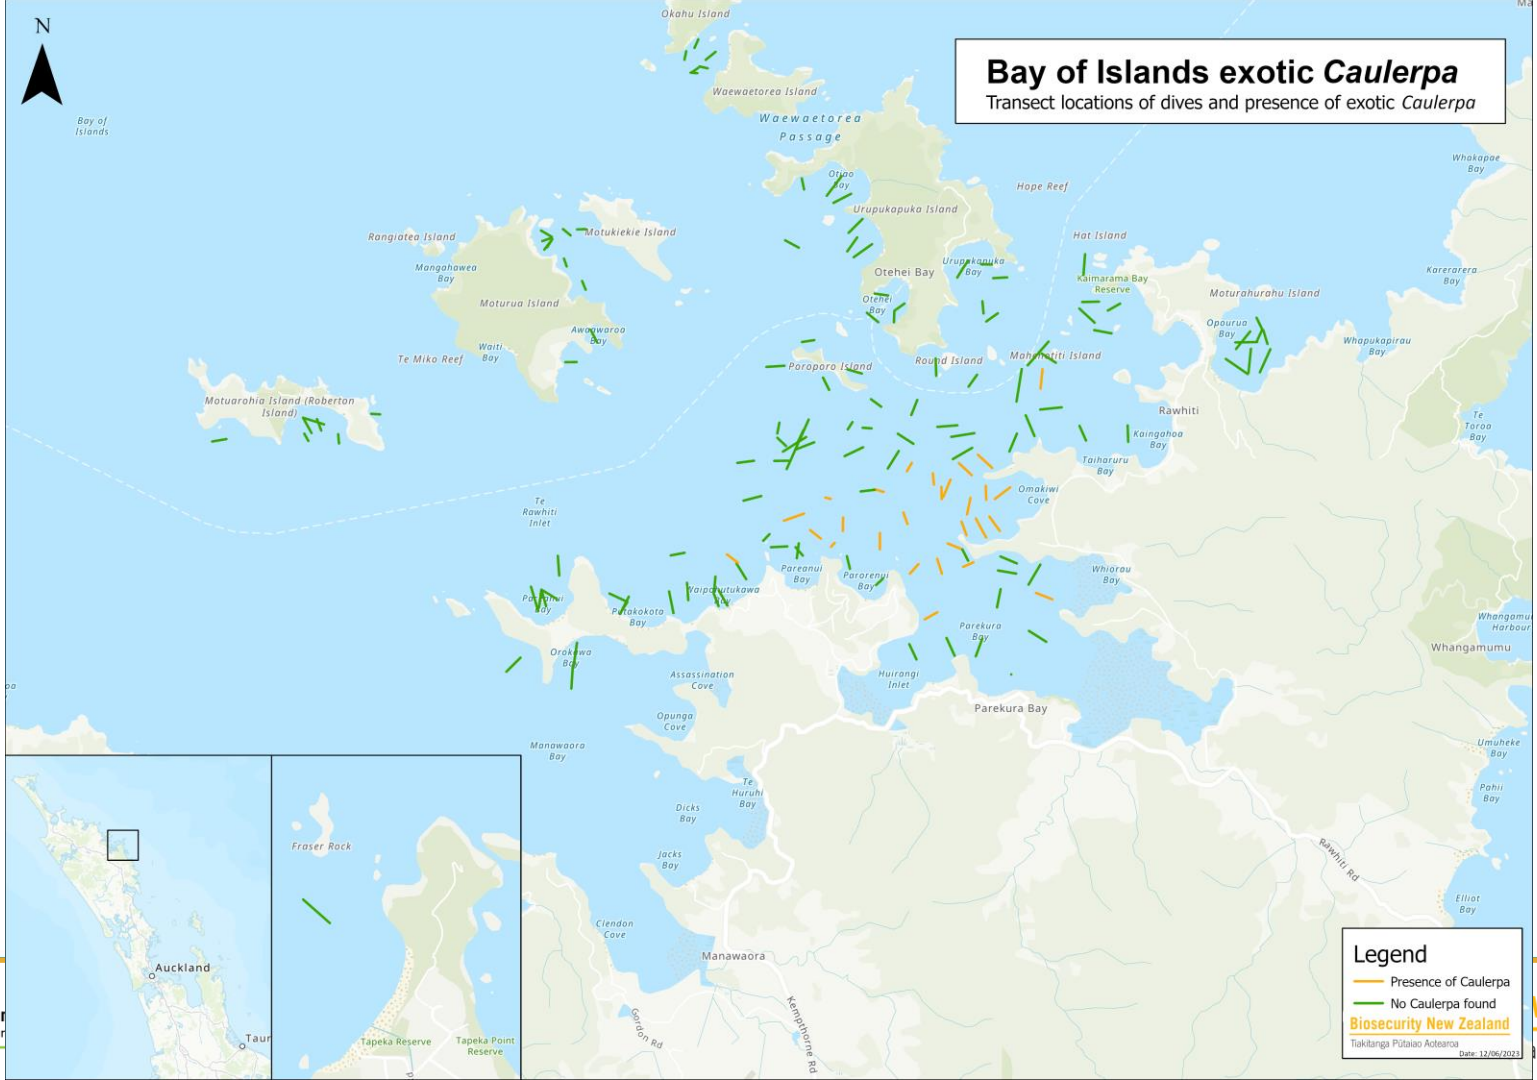 N
Bay of Islands exotic Caulerpa
Transect locations of dives and presence of exotic Caulerpa
Okahu Island
Waewaetorea Island
Waewaetorea
Passage
Bay of
Islands
Whakapae
Bay
Otiao
Bay
Hope Reef
Urupukapuka Island
Rangiatea Island
Motukiekie Island
Hat Island
Mangahawea
Bay
Otehei Bay
Urupukapuka
Bay
Karerarera
Bay
Kaimarama Bay
Reserve
Moturua Island
Moturahurahu Island
Otehei
Bay
Opourua
Bay
Awaawaroa
Bay
Whapukapirau
Bay
Waiti
Bay
Te Miko Reef
Poroporo Island
Round Island
Mahenotiti Island
Motuarohia Island (Roberton
Island)
Rawhiti
Te
Toroa
Bay
Kaingahoa
Bay
Taiharuru
Bay
Omakiwi
Cove
Te
Rawhiti
Inlet
Pareanui
Bay
Parorenui
Bay
Whiorau
Bay
Waipohutukawa
Bay
Patakokota
Bay
Parekura
Bay
Whangamu
Harbour
Whangamumu
Orokawa
Bay
Assassination
Cove
Huirangi
Inlet
Parekura Bay
Opunga
Cove
Manawaora
Bay
Umuheke
Bay
Te
Huruhi
Bay
Pahii
Bay
Dicks
Bay
Fraser Rock
Jacks
Bay
Rawhiti Rd
Elliot
Bay
Clendon
Cove
Manawaora
Auckland
Kempthorne Rd
Gordon Rd
Taur
Tapeka Reserve
Tapeka Point
Reserve
Legend
Presence of Caulerpa
No Caulerpa found
Biosecurity New Zealand
Tiakitanga Pūtaiao Aotearoa
Date: 12/06/2023